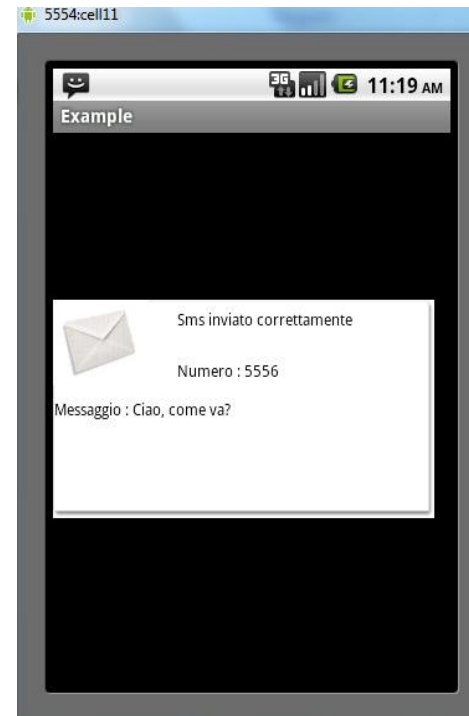 5554:cell11
3G 11:19 AM
Example
Sms inviato correttamente
Numero : 5556
Messaggio : Ciao, come va?